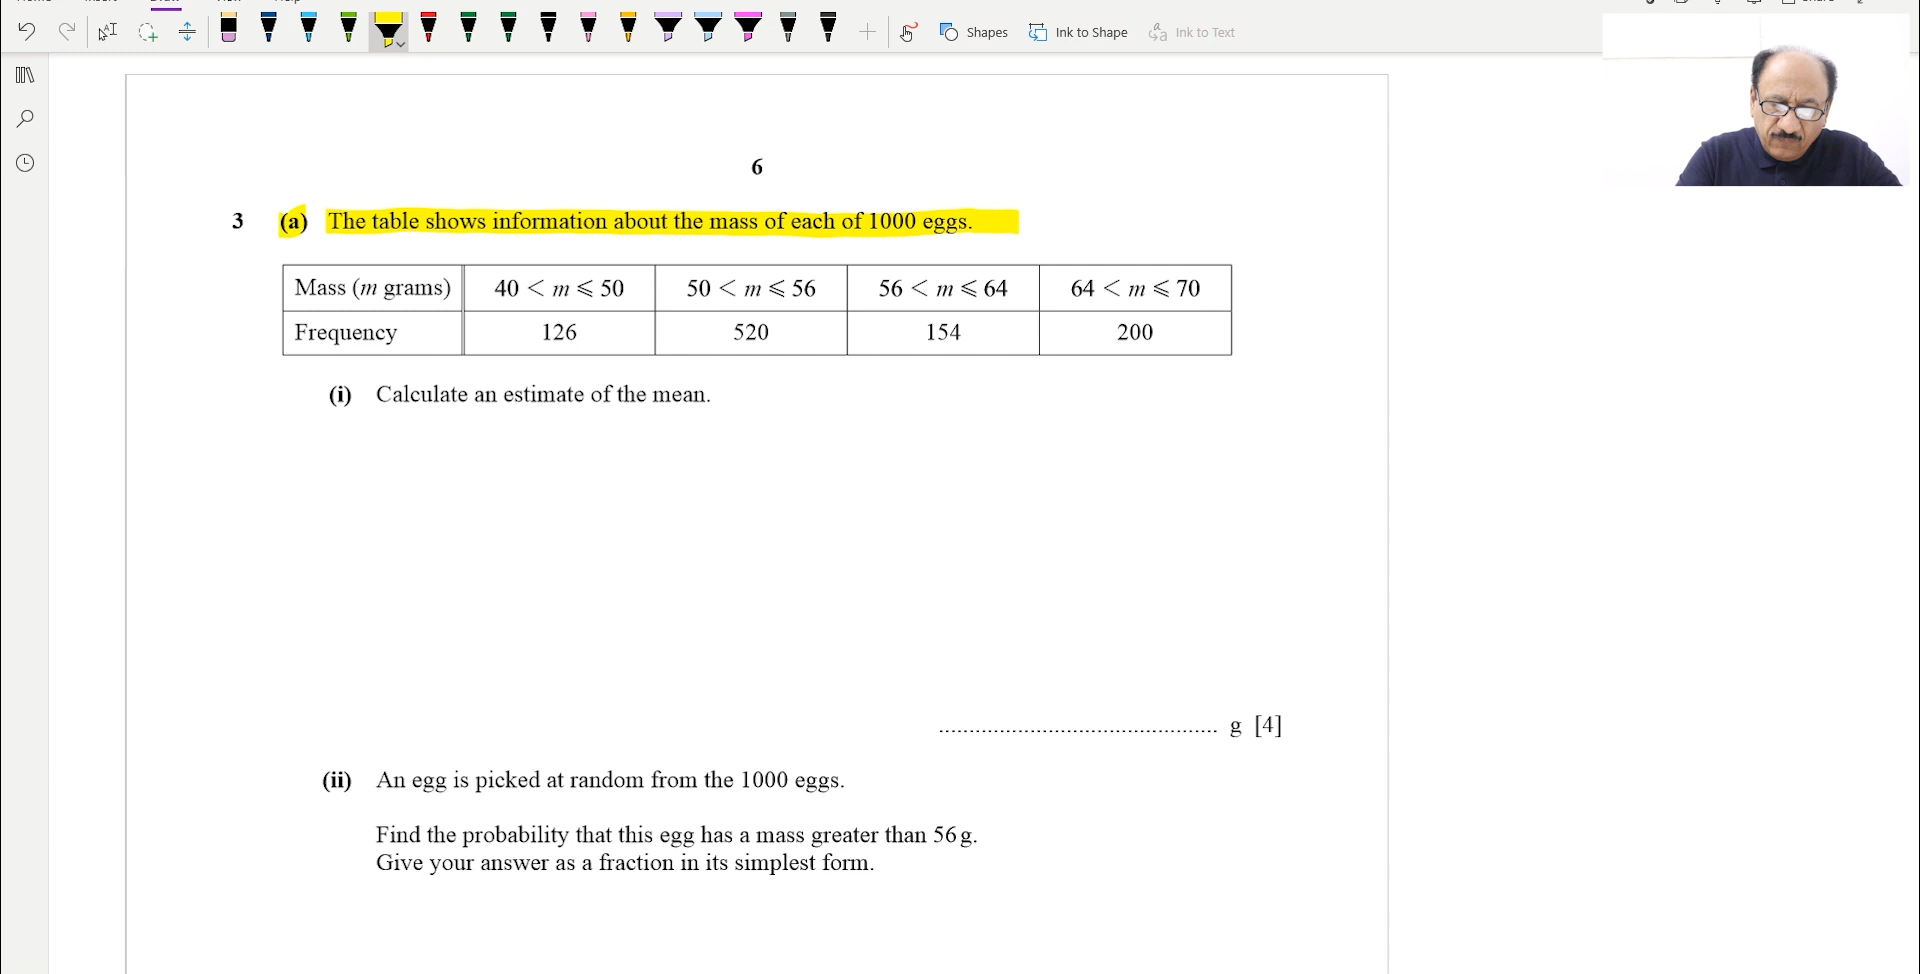 Shapes
Ink to Shape
Ink to Text
6
3 (a) The table shows information about the mass of each of 1000 eggs.
Mass (m grams) 40 < m ⩽ 50 50 < m ⩽ 56 56 < m ⩽ 64 64 < m ⩽ 70
Frequency 126 520 154 200
(i) Calculate an estimate of the mean.
................................................ g [4]
(ii) An egg is picked at random from the 1000 eggs.
Find the probability that this egg has a mass greater than 56 g.
Give your answer as a fraction in its simplest form.